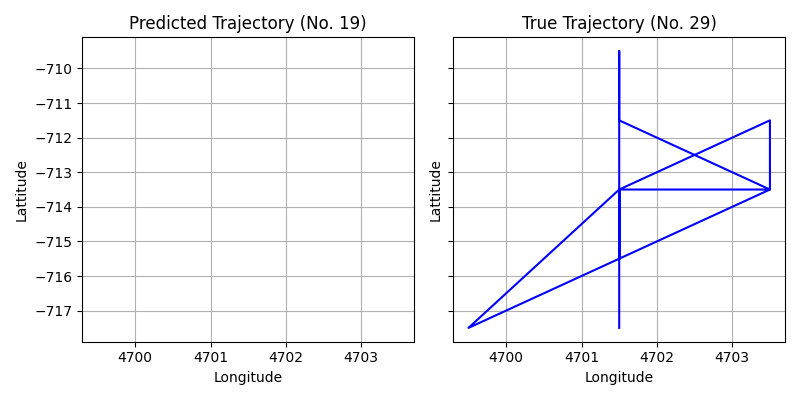 Predicted Trajectory (No. 19)
True Trajectory (No. 29)
Lattitude
−710
−711
−712
−713
−714
−715
−716
−717
4700
4701
4702
4703
Longitude
Lattitude
4700
4701
4702
4703
Longitude